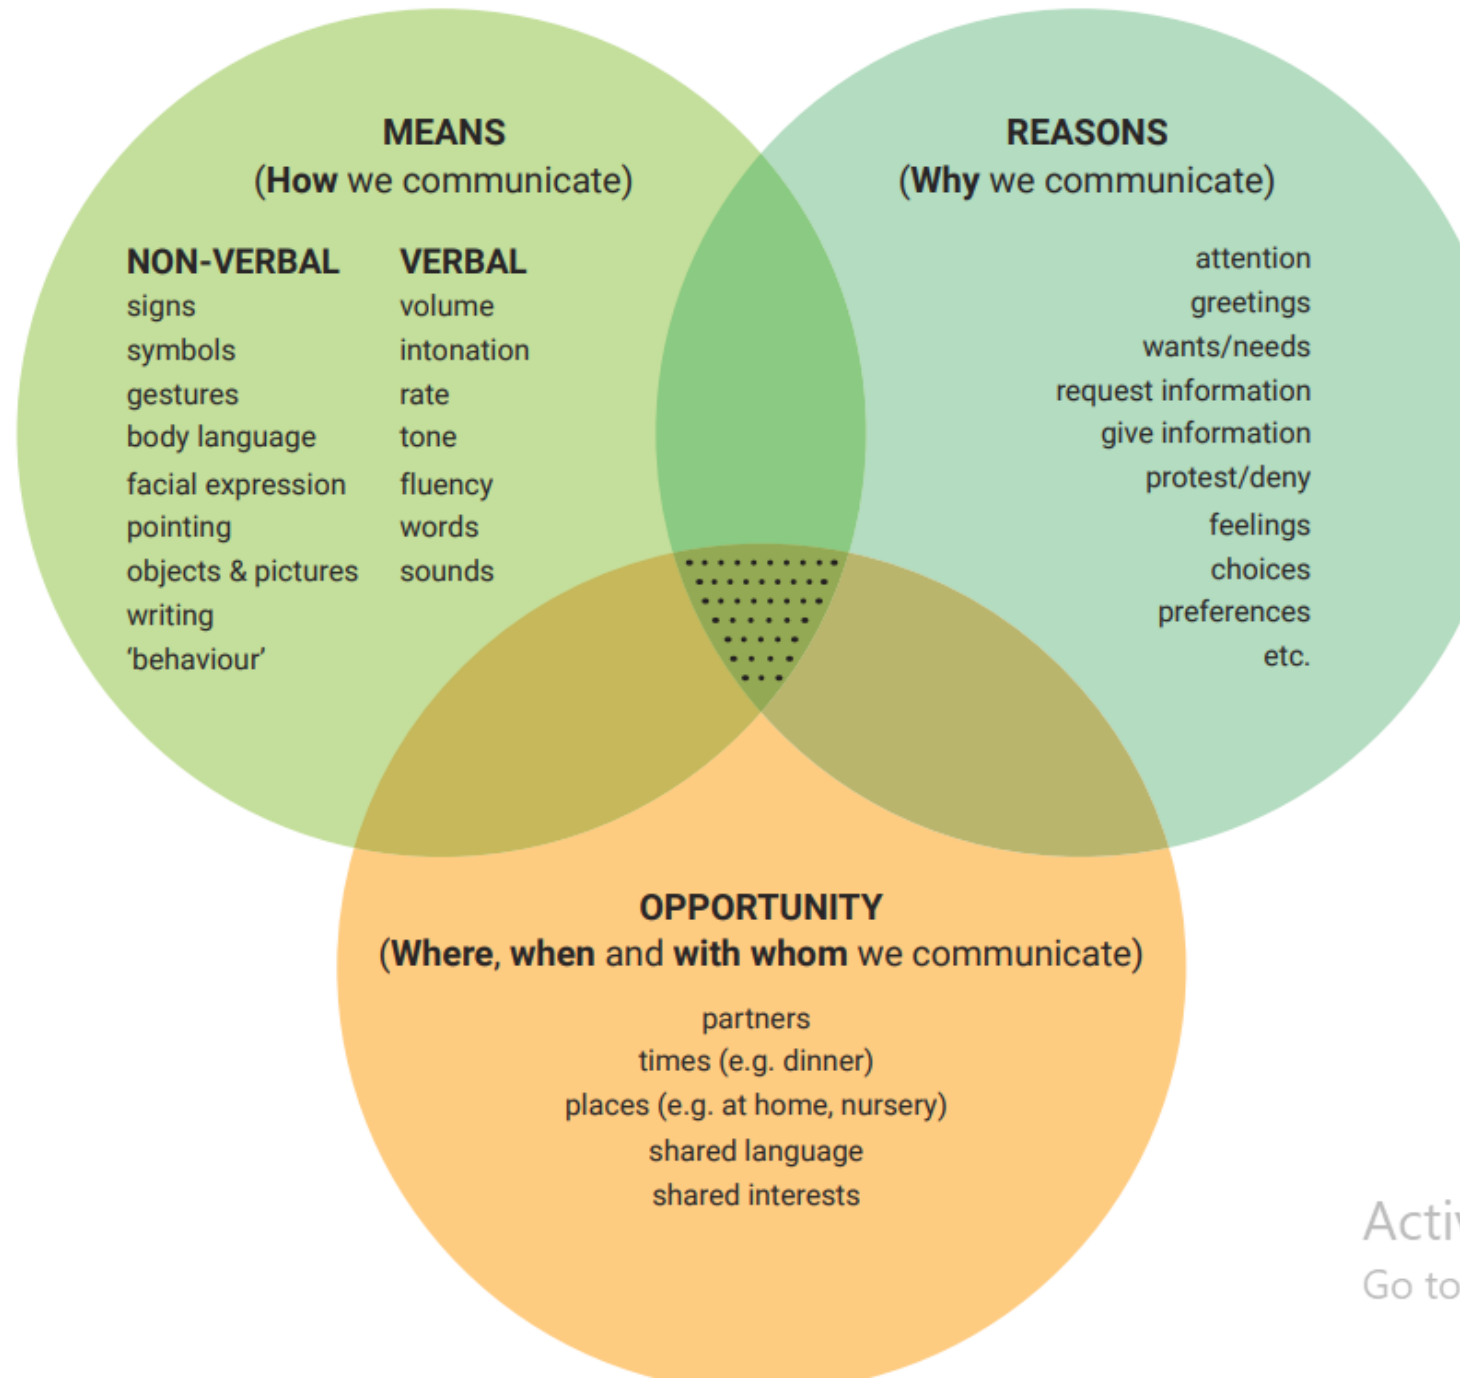 MEANS
(How we communicate)
NON-VERBAL
signs
symbols
gestures
body language
facial expression
pointing
objects & pictures
writing
‘behaviour’
VERBAL
volume
intonation
rate
tone
fluency
words
sounds
REASONS
(Why we communicate)
attention
greetings
wants/needs
request information
give information
protest/deny
feelings
choices
preferences
etc.
OPPORTUNITY
(Where, when and with whom we communicate)
partners
times (e.g. dinner)
places (e.g. at home, nursery)
shared language
shared interests
Go to